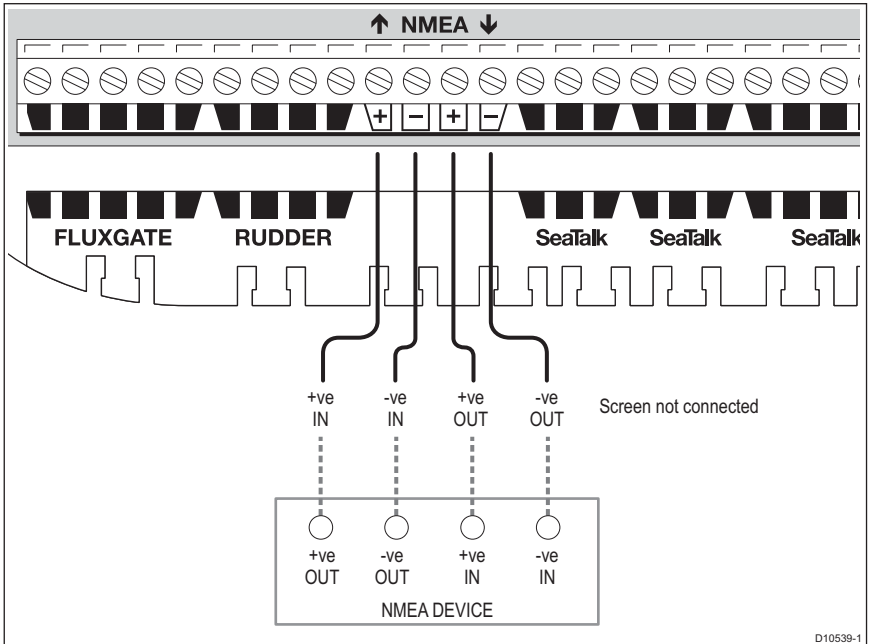 ↑ NMEA ↓
+ − + −
FLUXGATE RUDDER SeaTalk SeaTalk SeaTalk
+ve IN
-ve IN
+ve OUT
-ve OUT
Screen not connected
+ve OUT
-ve OUT
+ve IN
-ve IN
NMEA DEVICE
D10539-1